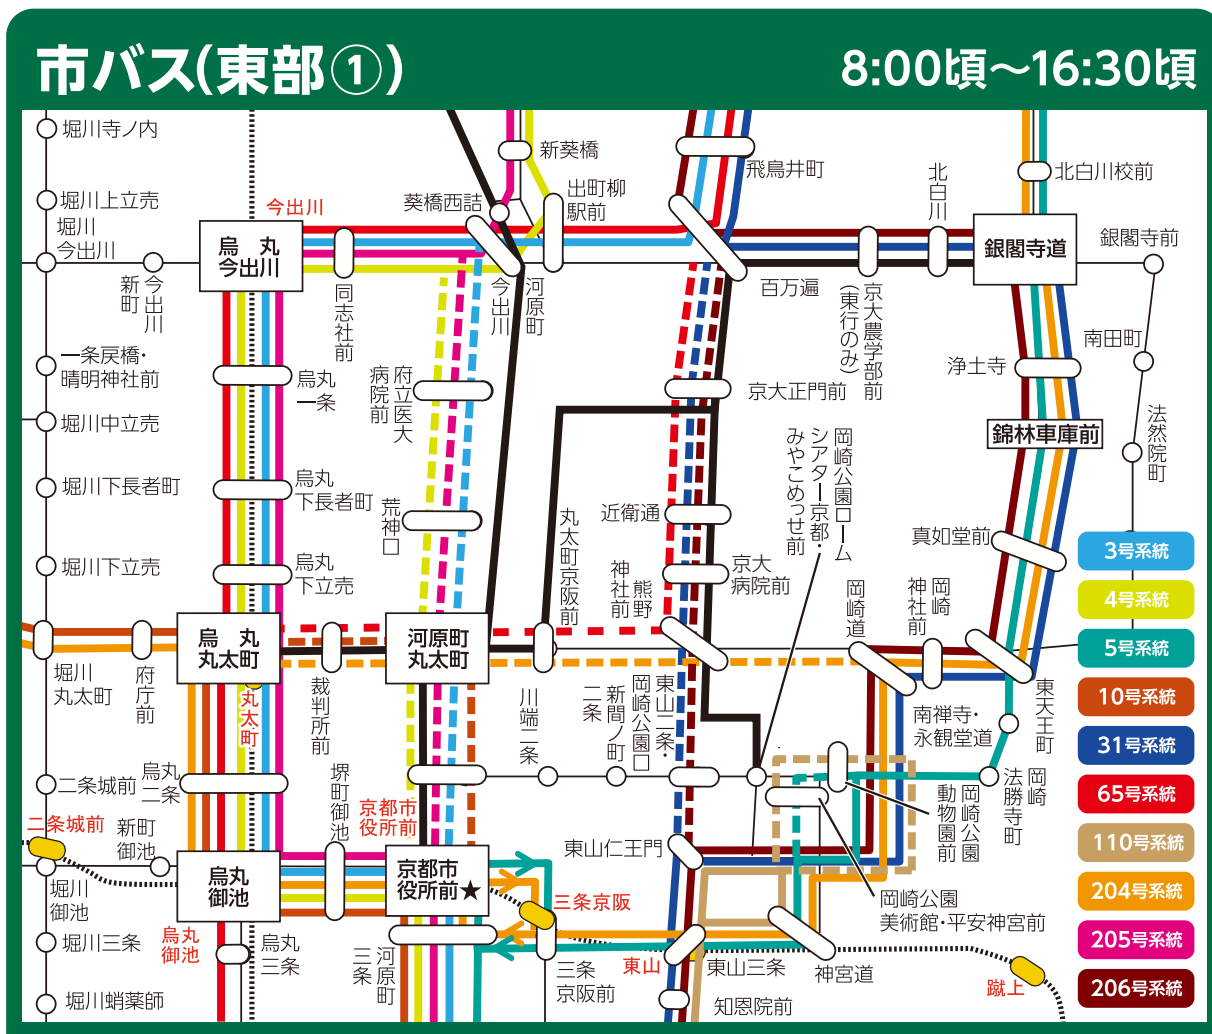 市バス(東部①)
8:00頃～16:30頃
堀川寺ノ内
堀川上立売
堀川
今出川
今出川
新町
一条戻橋・
晴明神社前
堀川中立売
堀川下長者町
堀川下立売
堀川
丸太町
府庁前
二条城前
二条城前
新町
御池
堀川
御池
堀川三条
堀川蛸薬師
今出川
烏丸
今出川
同志社前
烏丸
一条
烏丸
下長者町
烏丸
下立売
烏丸
丸太町
丸太町
裁判所前
烏丸
二条
烏丸
御池
烏丸
御池
烏丸
三条
新葵橋
葵橋西詰
出町柳
駅前
河原町
今出川
府立医大
病院前
荒神口
河原町
丸太町
堺町御池
京都市
役所前
京都市
役所前★
河原町
三条
三条京阪
三条
京阪前
丸太町京阪前
川端二条
新間ノ町
二条
東山二条・
岡崎公園口
飛鳥井町
百万遍
京大正門前
近衛通
京大
病院前
熊野
神社前
東山仁王門
東山
東山三条
知恩院前
岡崎公園ローム
シアター京都・
みやこめっせ前
京大農学部前
(東行のみ)
北白川
北白川校前
銀閣寺道
銀閣寺前
南田町
浄土寺
錦林車庫前
法然院町
真如堂前
岡崎道
岡崎
神社前
東天王町
南禅寺・
永観堂道
岡崎
法勝寺町
岡崎公園
動物園前
岡崎公園
美術館・平安神宮前
神宮道
蹴上
3号系統
4号系統
5号系統
10号系統
31号系統
65号系統
110号系統
204号系統
205号系統
206号系統